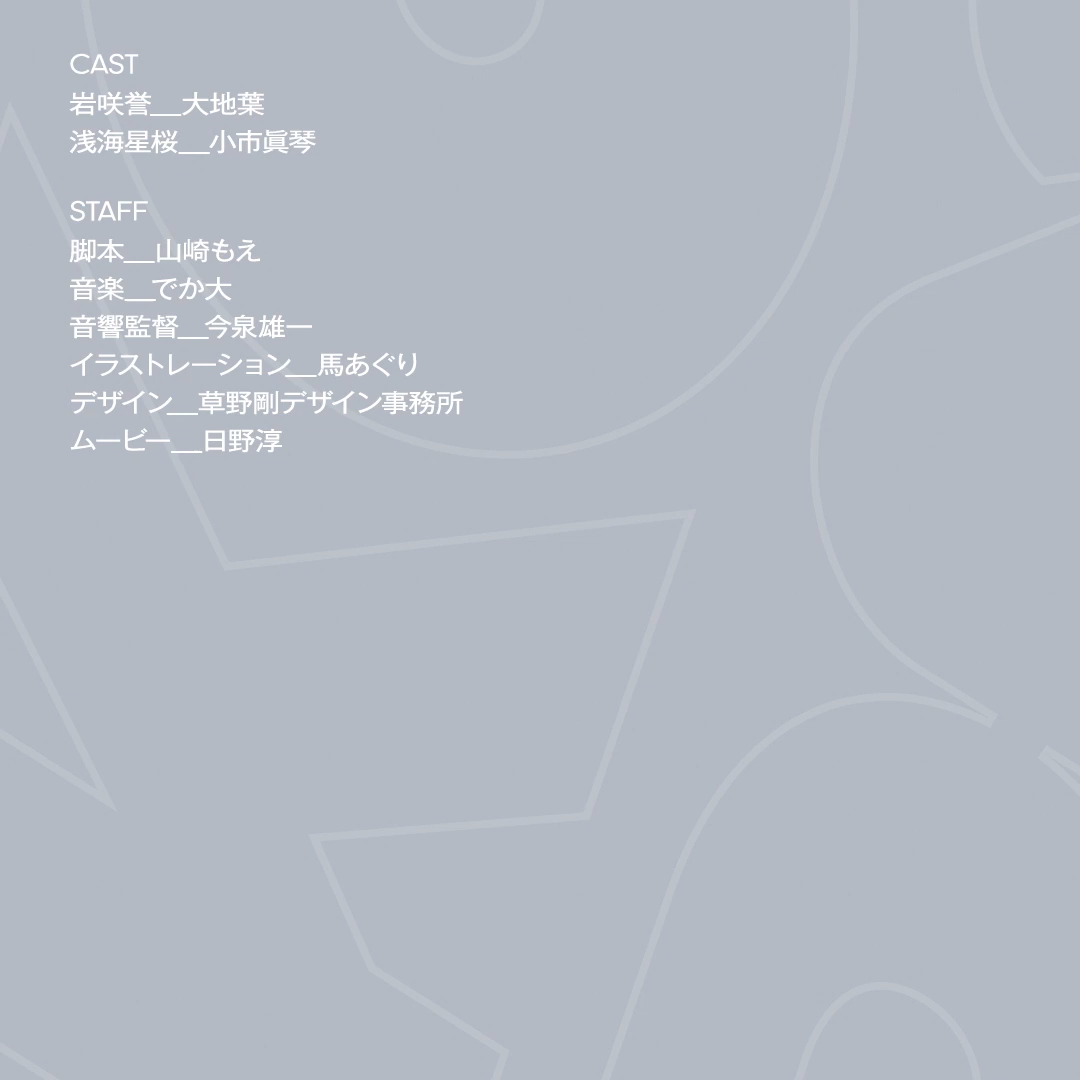 CAST
岩咲誉__大地葉
浅海星桜__小市眞琴
STAFF
脚本__山崎もえ
音楽__でか大
音響監督__今泉雄一
イラストレーション__馬あぐり
デザイン__草野剛デザイン事務所
ムービー__日野淳